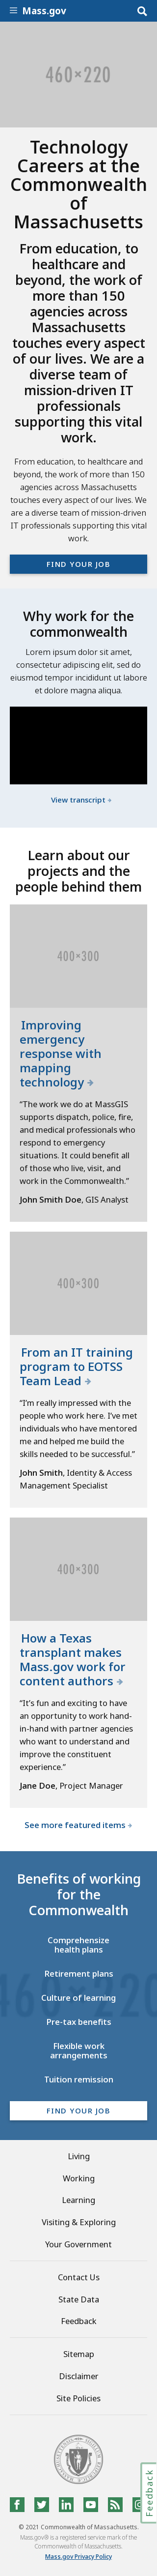 Mass.gov
460×220
Technology
Careers at the
Commonwealth
of
Massachusetts
From education, to
healthcare and
beyond, the work of
more than 150
agencies across
Massachusetts
touches every aspect
of our lives. We are a
diverse team of
mission-driven IT
professionals
supporting this vital
work.
From education, to healthcare and
beyond, the work of more than 150
agencies across Massachusetts
touches every aspect of our lives. We
are a diverse team of mission-driven
IT professionals supporting this vital
work.
FIND YOUR JOB
Why work for the
commonwealth
Lorem ipsum dolor sit amet,
consectetur adipisicing elit, sed do
eiusmod tempor incididunt ut labore
et dolore magna aliqua.
View transcript
Learn about our
projects and the
people behind them
400×300
Improving
emergency
response with
mapping
technology
“The work we do at MassGIS
supports dispatch, police, fire,
and medical professionals who
respond to emergency
situations. It could benefit all
of those who live, visit, and
work in the Commonwealth.”
John Smith Doe, GIS Analyst
400×300
From an IT training
program to EOTSS
Team Lead
“I’m really impressed with the
people who work here. I’ve met
individuals who have mentored
me and helped me build the
skills needed to be successful.”
John Smith, Identity & Access
Management Specialist
400×300
How a Texas
transplant makes
Mass.gov work for
content authors
“It’s fun and exciting to have
an opportunity to work hand-
in-hand with partner agencies
who want to understand and
improve the constituent
experience.”
Jane Doe, Project Manager
See more featured items
Benefits of working
for the
Commonwealth
Comprehensize
health plans
Retirement plans
Culture of learning
Pre-tax benefits
Flexible work
arrangements
Tuition remission
FIND YOUR JOB
Living
Working
Learning
Visiting & Exploring
Your Government
Contact Us
State Data
Feedback
Sitemap
Disclaimer
Site Policies
Feedback
© 2021 Commonwealth of Massachusetts.
Mass.gov® is a registered service mark of the
Commonwealth of Massachusetts.
Mass.gov Privacy Policy